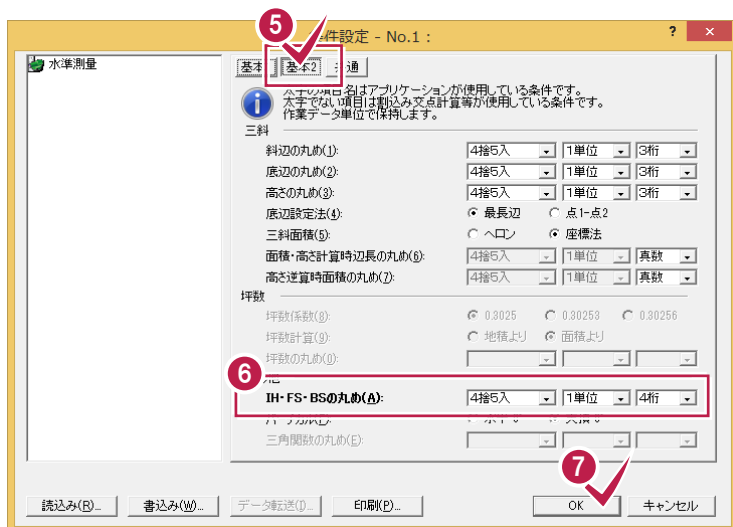 5
条件設定 - No.1 :
? ×
水準測量
基本 基本2 共通
太字の項目名はアプリケーションが使用している条件です。
太字でない項目は割込み交点計算等が使用している条件です。
作業データ単位で保持します。
三斜
斜辺の丸め(1): 4捨5入 1単位 3桁
底辺の丸め(2): 4捨5入 1単位 3桁
高さの丸め(3): 4捨5入 1単位 3桁
底辺設定法(4): 最長辺 点1-点2
三斜面積(5): ヘロン 座標法
面積・高さ計算時辺長の丸め(6): 4捨5入 1単位 真数
高さ逆算時面積の丸め(7): 4捨5入 1単位 真数
坪数
坪数係数(8): 0.3025 0.30253 0.30256
坪数計算(9): 地積より 面積より
坪数の丸め(0):
6
IH・FS・BSの丸め(A): 4捨5入 1単位 4桁
三角関数の丸め(E):
7
読込み(R)... 書込み(W)... データ転送(I)... 印刷(P)... OK キャンセル